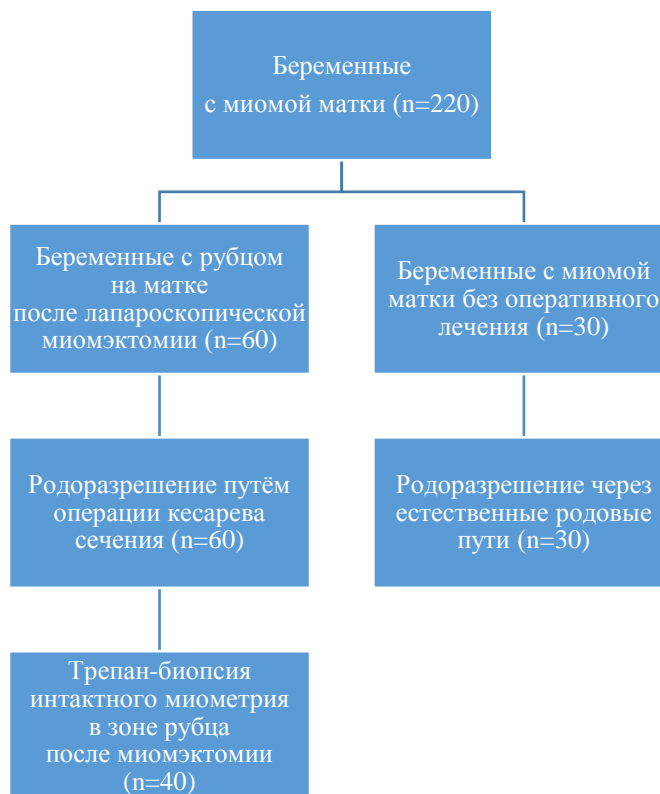 Беременные
с миомой матки (n=220)
Беременные с рубцом
на матке
после лапароскопической
миомэктомии (n=60)
Беременные с миомой
матки без оперативного
лечения (n=30)
Родоразрешение путём
операции кесарева
сечения (n=60)
Родоразрешение через
естественные родовые
пути (n=30)
Трепан-биопсия
интактного миометрия
в зоне рубца
после миомэктомии
(n=40)